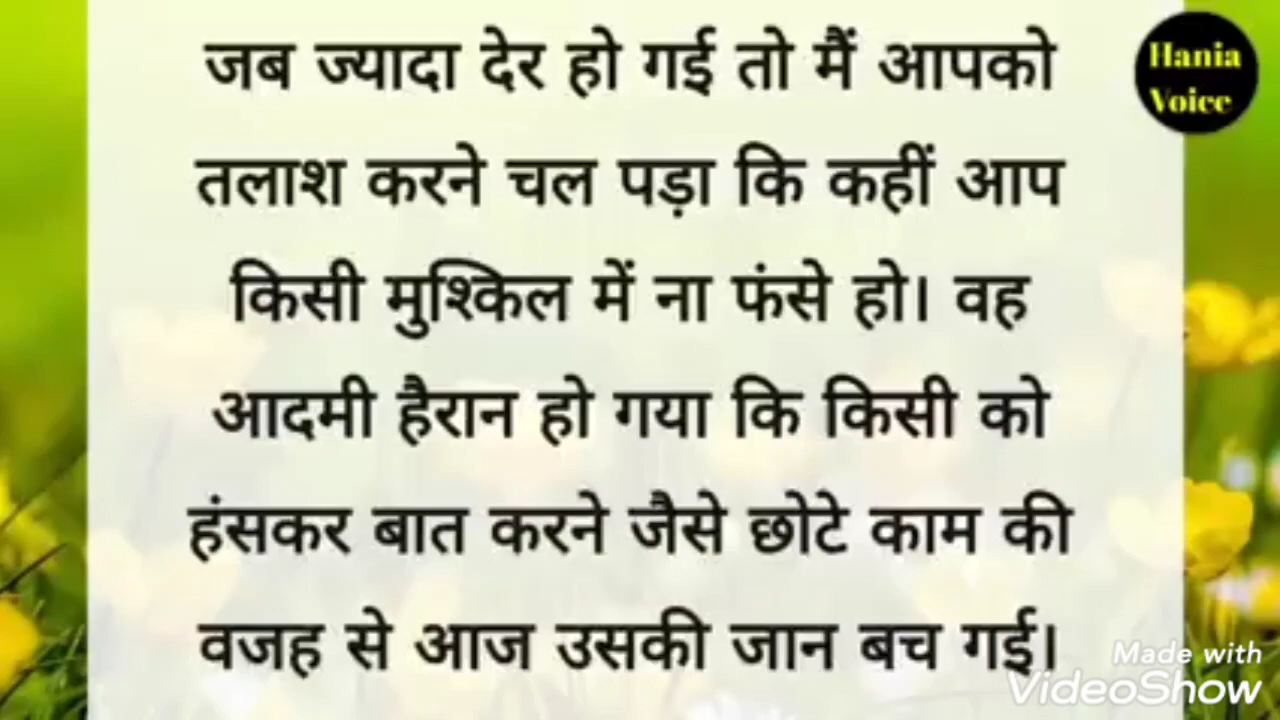 जब ज्यादा देर हो गई तो मैं आपको
तलाश करने चल पड़ा कि कहीं आप
किसी मुश्किल में ना फंसे हो। वह
आदमी हैरान हो गया कि किसी को
हंसकर बात करने जैसे छोटे काम की
वजह से आज उसकी जान बच गई।
Hania
Voice
Made with
VideoShow